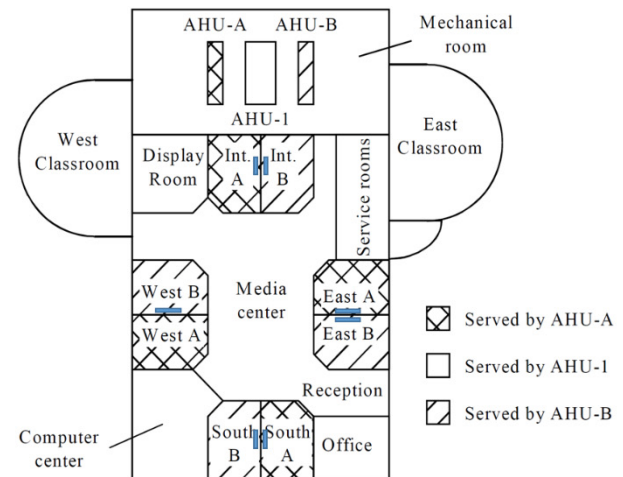 AHU-A
AHU-B
Mechanical
room
AHU-1
West
Classroom
East
Classroom
Display
Room
Int.
A
Int.
B
Service rooms
West B
West A
Media
center
East A
East B
Served by AHU-A
Served by AHU-1
Served by AHU-B
Reception
Computer
center
South
B
South
A
Office